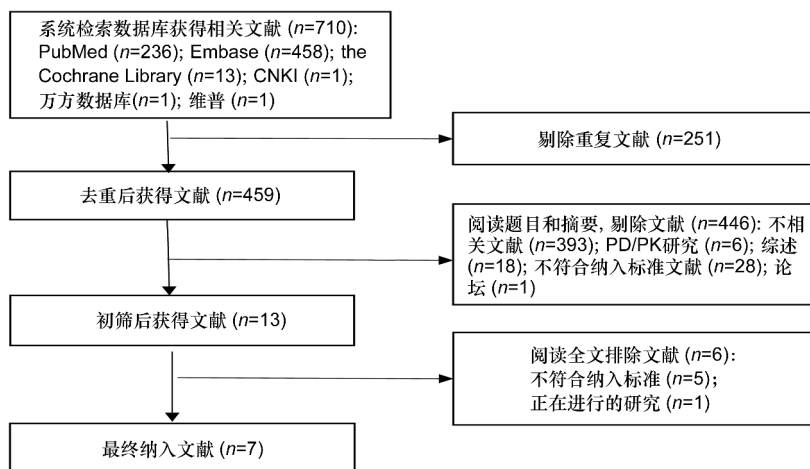 系统检索数据库获得相关文献 (n=710):
PubMed (n=236); Embase (n=458); the
Cochrane Library (n=13); CNKI (n=1);
万方数据库(n=1); 维普 (n=1)
剔除重复文献 (n=251)
去重后获得文献 (n=459)
阅读题目和摘要, 剔除文献 (n=446): 不相
关文献 (n=393); PD/PK研究 (n=6); 综述
(n=18); 不符合纳入标准文献 (n=28); 论
坛 (n=1)
初筛后获得文献 (n=13)
阅读全文排除文献 (n=6):
不符合纳入标准 (n=5);
正在进行的研究 (n=1)
最终纳入文献 (n=7)